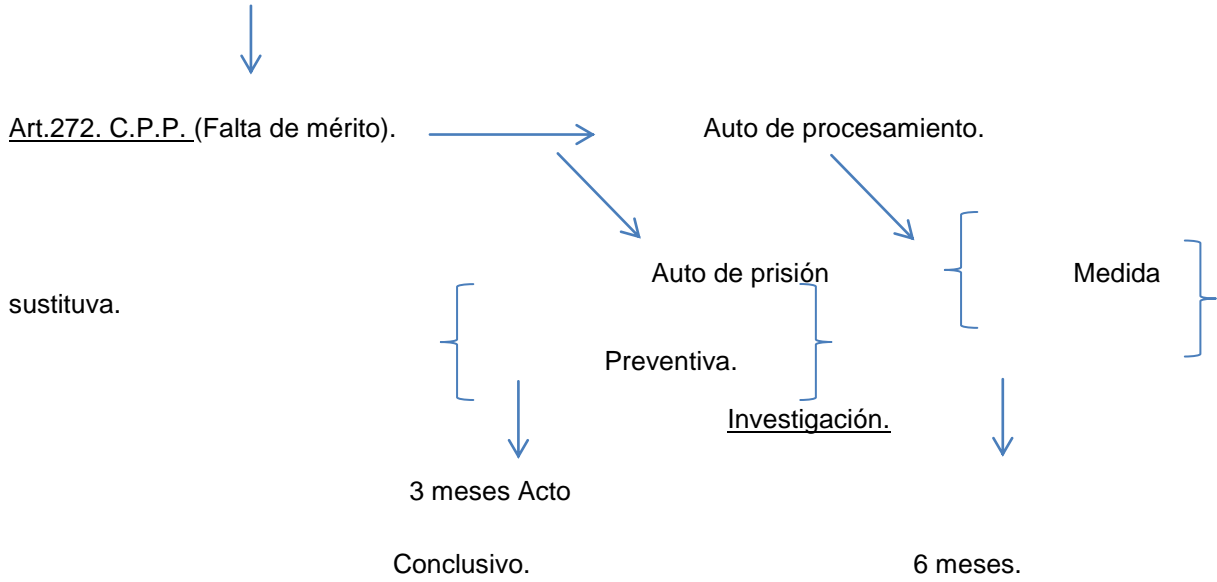 Art.272. C.P.P. (Falta de mérito). Auto de procesamiento.
Auto de prisión Medida
sustituva.
Preventiva.
Investigación.
3 meses Acto
Conclusivo. 6 meses.